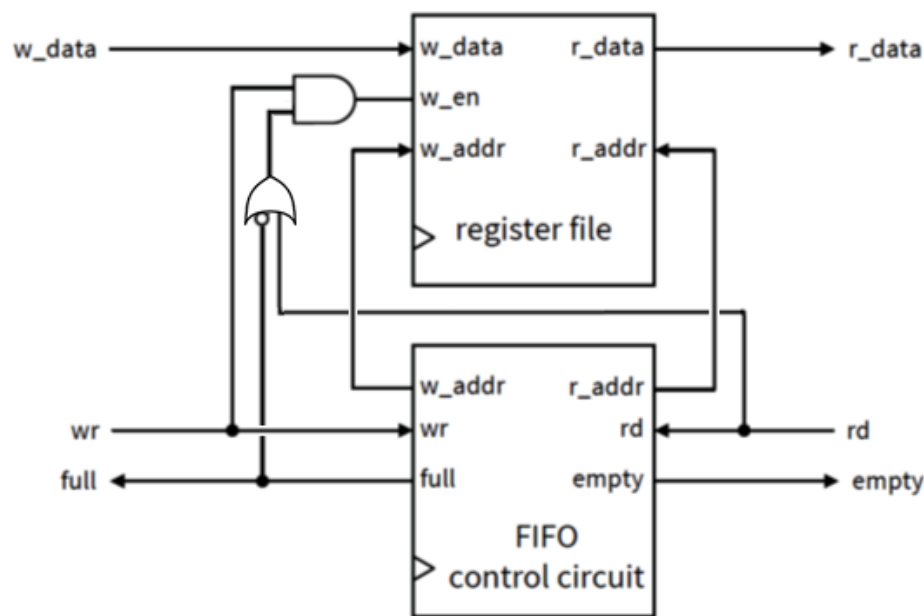 w_data
w_data
r_data
r_data
w_en
w_addr
r_addr
register file
w_addr
r_addr
wr
wr
rd
rd
full
full
empty
empty
FIFO
control circuit